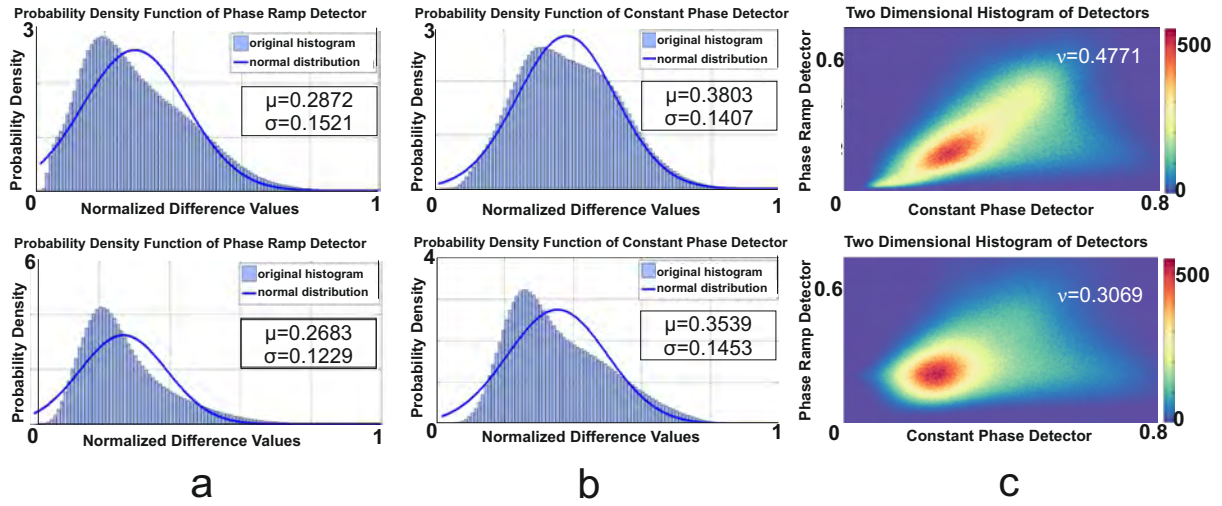 Probability Density Function of Phase Ramp Detector
3
Probability Density
original histogram
normal distribution
μ=0.2872
σ=0.1521
0
Normalized Difference Values
1
Probability Density Function of Constant Phase Detector
3
Probability Density
original histogram
normal distribution
μ=0.3803
σ=0.1407
0
Normalized Difference Values
1
Two Dimensional Histogram of Detectors
0.6
Phase Ramp Detector
ν=0.4771
500
0
0
Constant Phase Detector
0.8
Probability Density Function of Phase Ramp Detector
6
Probability Density
original histogram
normal distribution
μ=0.2683
σ=0.1229
0
Normalized Difference Values
1
Probability Density Function of Constant Phase Detector
4
Probability Density
original histogram
normal distribution
μ=0.3539
σ=0.1453
0
Normalized Difference Values
1
Two Dimensional Histogram of Detectors
0.6
Phase Ramp Detector
ν=0.3069
500
0
0
Constant Phase Detector
0.8
a
b
c